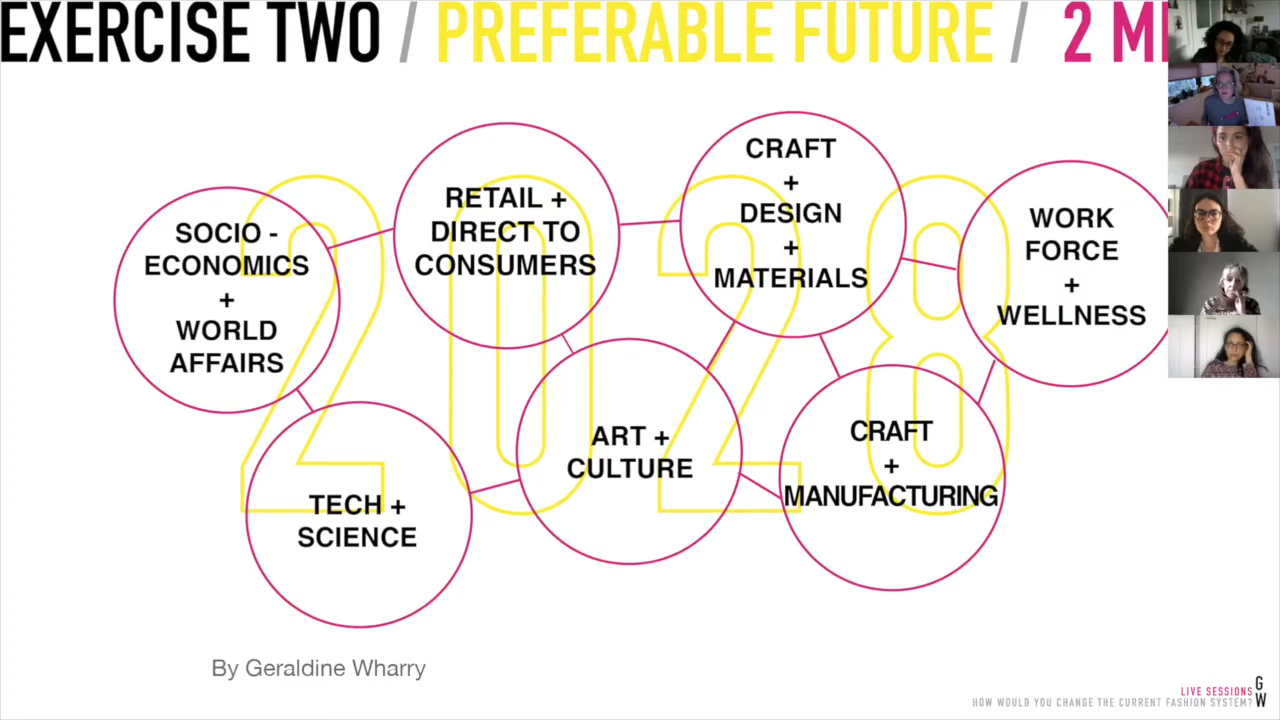 EXERCISE TWO / PREFERABLE FUTURE / 2 MI
2028
SOCIO -
ECONOMICS
+
WORLD
AFFAIRS
RETAIL +
DIRECT TO
CONSUMERS
CRAFT
+
DESIGN
+
MATERIALS
WORK
FORCE
+
WELLNESS
TECH +
SCIENCE
ART +
CULTURE
CRAFT
+
MANUFACTURING
By Geraldine Wharry
LIVE SESSIONS
HOW WOULD YOU CHANGE THE CURRENT FASHION SYSTEM?
G
W